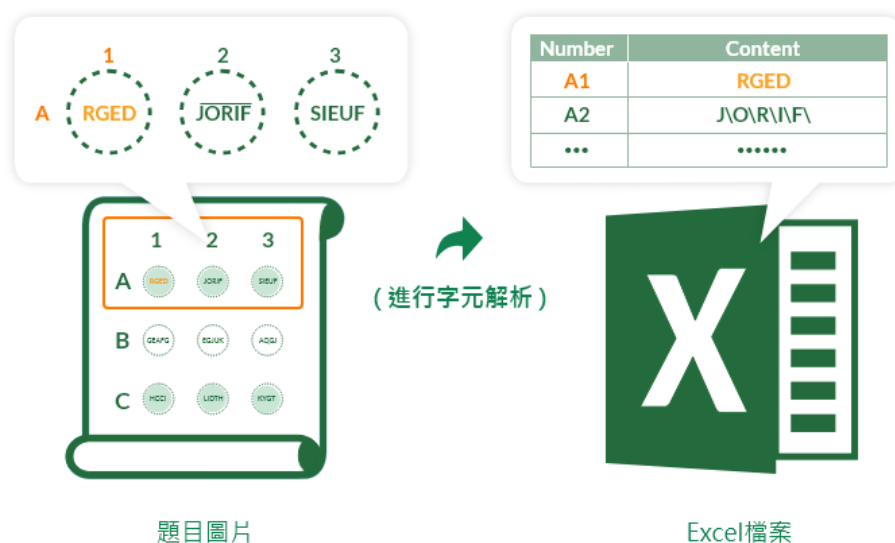 1 2 3
A RGED JORIF SIEUF
Number Content
A1 RGED
A2 J\O\R\I\F\
••• ••••••
1 2 3
A RGED JORIF SIEUF
B GEAFG EGJUK
C HCCI LIDTH KYGT
(進行字元解析)
X
題目圖片
Excel檔案